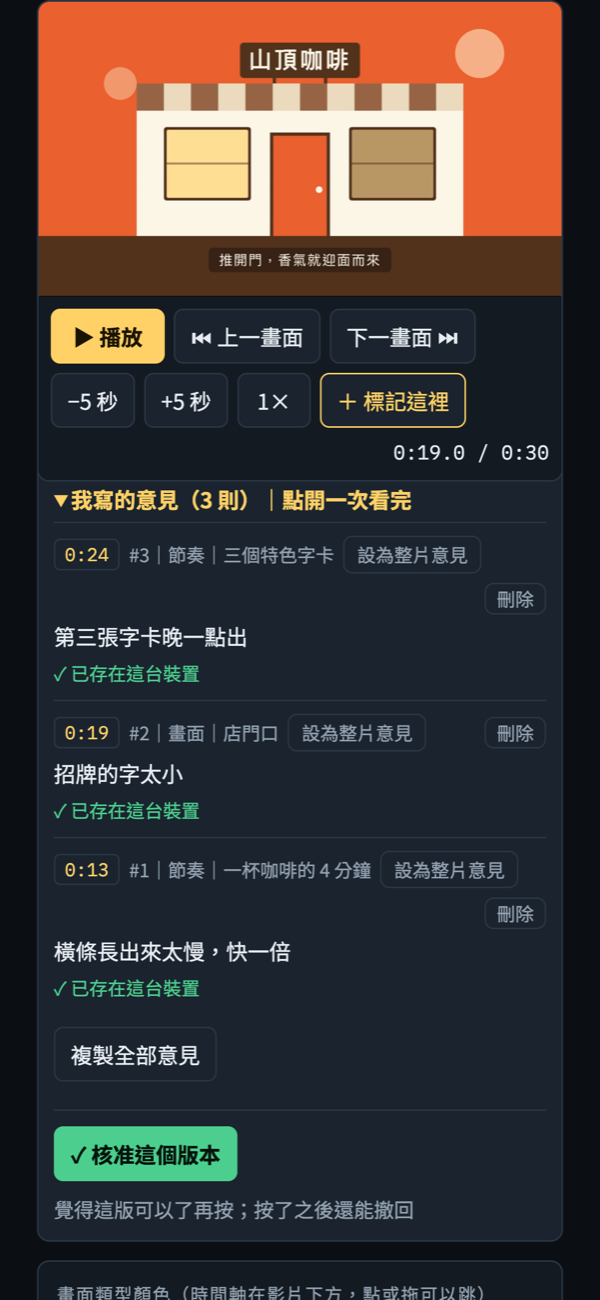 山頂咖啡
推開門，香氣就迎面而來
▶ 播放 ⏮ 上一畫面 下一畫面 ⏭
−5 秒 +5 秒 1× ＋ 標記這裡
0:19.0 / 0:30
▼我寫的意見（3 則）｜點開一次看完
0:24 #3｜節奏｜三個特色字卡 設為整片意見
刪除
第三張字卡晚一點出
✓ 已存在這台裝置
0:19 #2｜畫面｜店門口 設為整片意見 刪除
招牌的字太小
✓ 已存在這台裝置
0:13 #1｜節奏｜一杯咖啡的 4 分鐘 設為整片意見
刪除
橫條長出來太慢，快一倍
✓ 已存在這台裝置
複製全部意見
✓ 核准這個版本
覺得這版可以了再按；按了之後還能撤回
畫面類型顏色（時間軸在影片下方，點或拖可以跳）